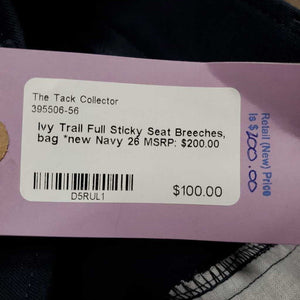 The Tack Collector
395506-56
Ivy Trail Full Sticky Seat Breeches,
bag *new Navy 26 MSRP: $200.00
D5RUL1
$100.00
Retail (New) Price
is $200.00